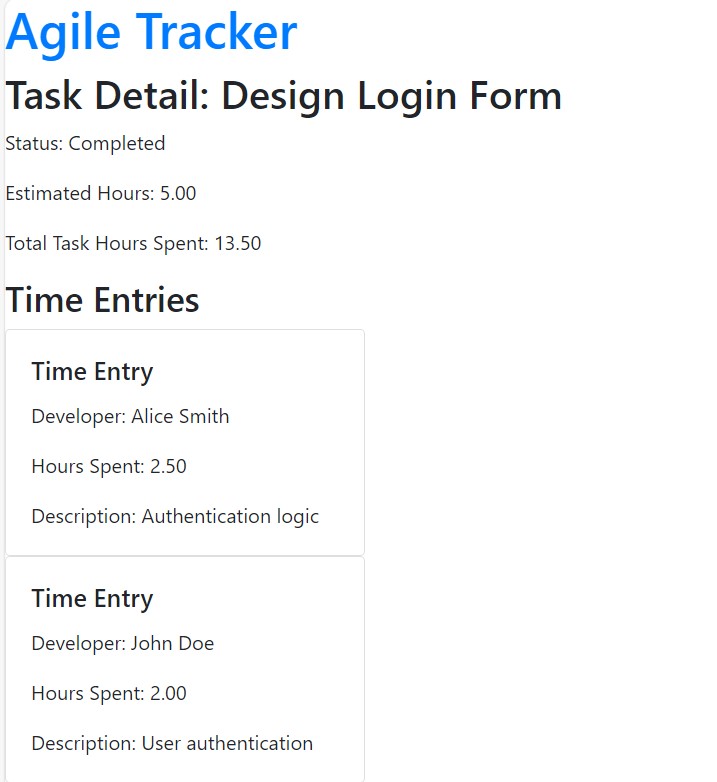 Agile Tracker
Task Detail: Design Login Form
Status: Completed
Estimated Hours: 5.00
Total Task Hours Spent: 13.50
Time Entries
Time Entry
Developer: Alice Smith
Hours Spent: 2.50
Description: Authentication logic
Time Entry
Developer: John Doe
Hours Spent: 2.00
Description: User authentication